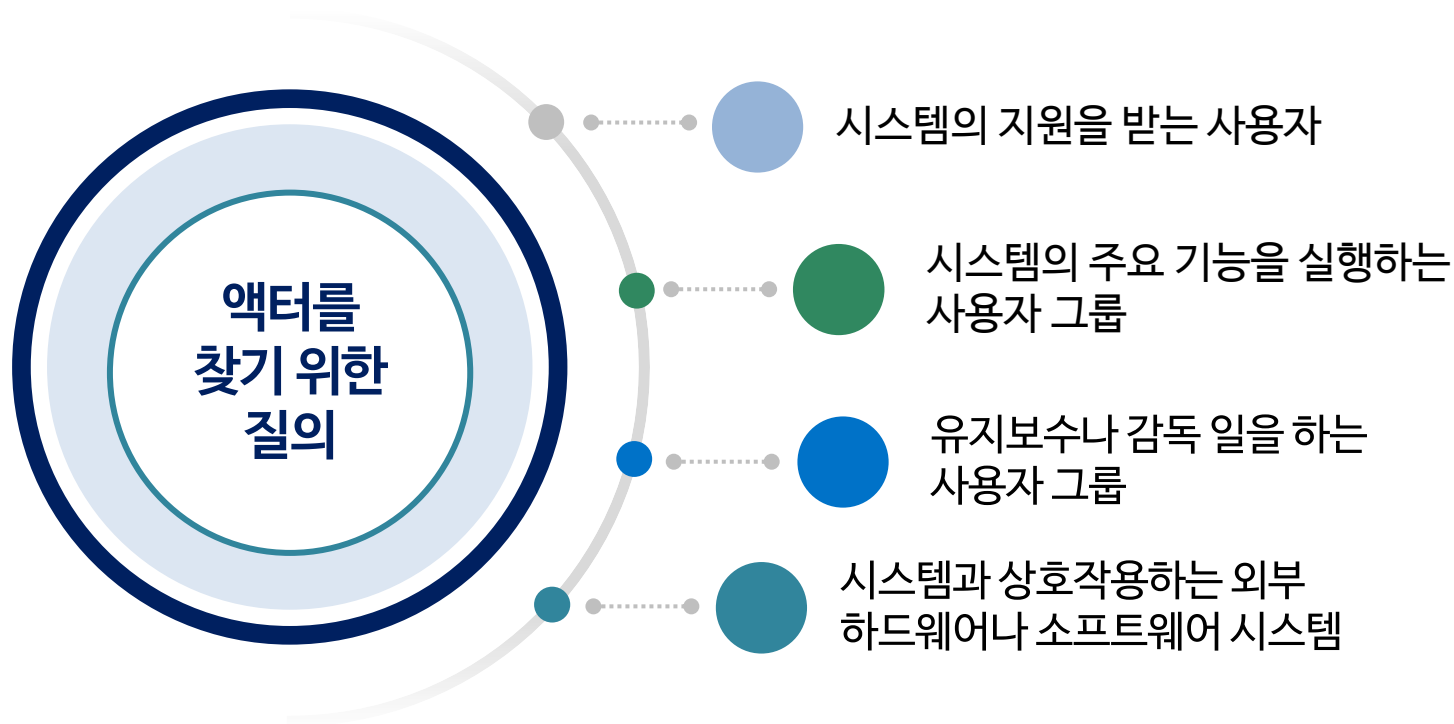 액터를
찾기 위한
질의
시스템의 지원을 받는 사용자
시스템의 주요 기능을 실행하는
사용자 그룹
유지보수나 감독 일을 하는
사용자 그룹
시스템과 상호작용하는 외부
하드웨어나 소프트웨어 시스템